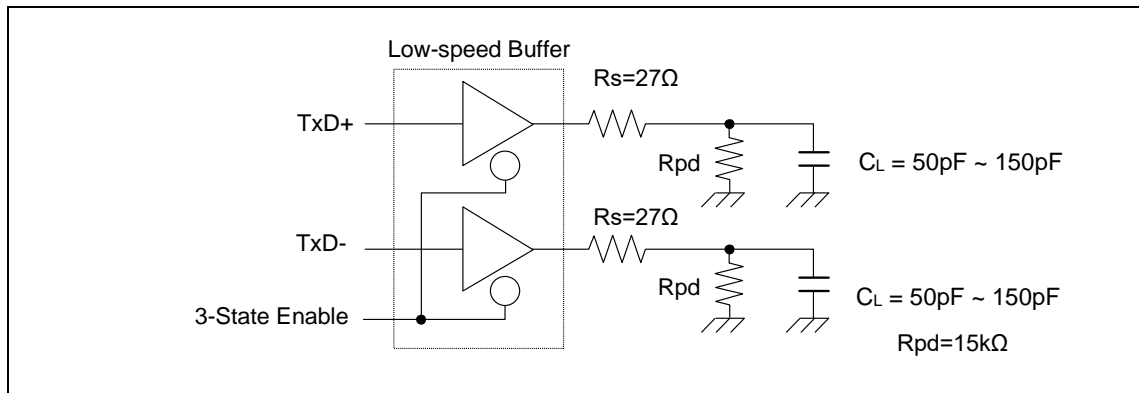 Low-speed Buffer
Rs=27Ω
TxD+
Rpd
CL = 50pF ~ 150pF
Rs=27Ω
TxD-
Rpd
CL = 50pF ~ 150pF
3-State Enable
Rpd=15kΩ